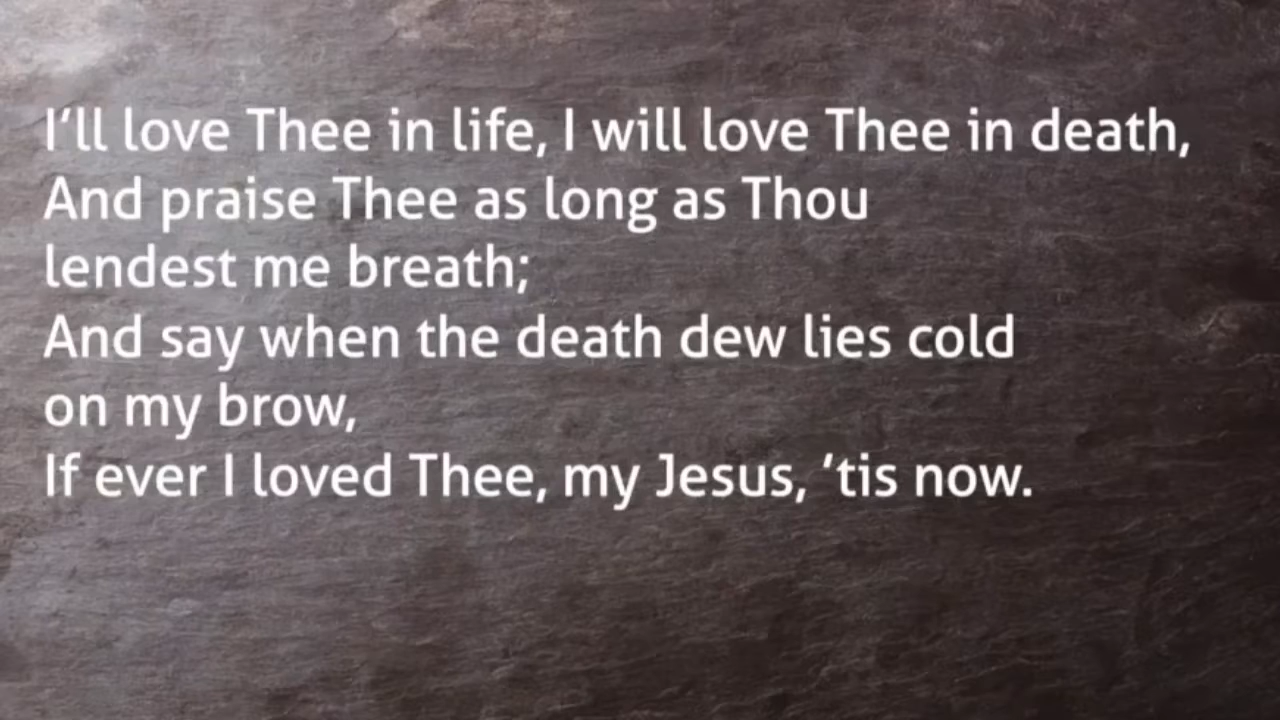 I’ll love Thee in life, I will love Thee in death,
And praise Thee as long as Thou
lendest me breath;
And say when the death dew lies cold
on my brow,
If ever I loved Thee, my Jesus, ’tis now.